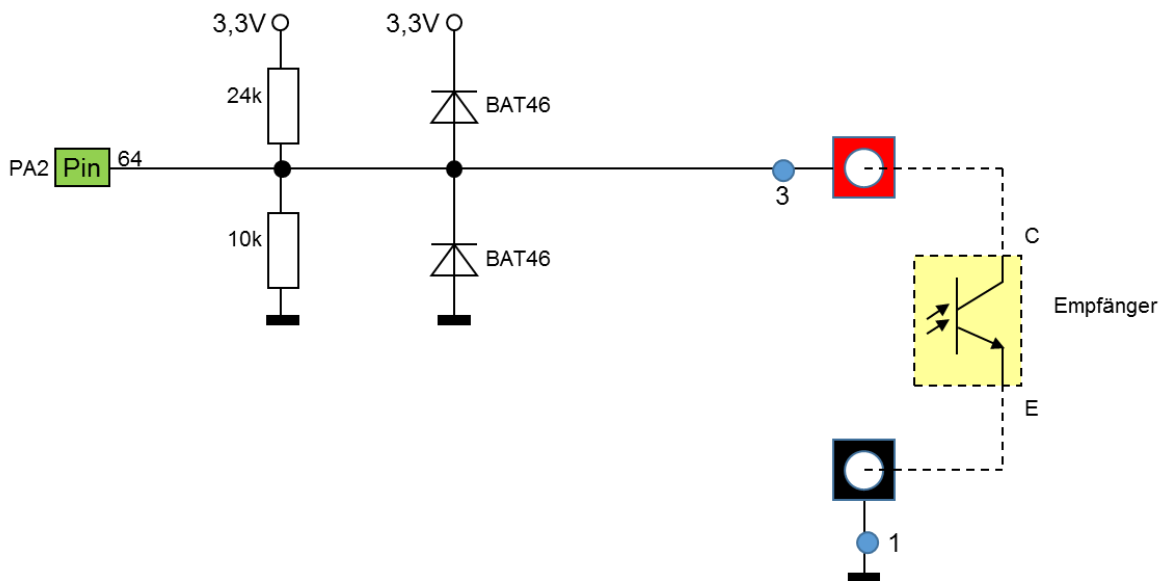 3,3V
3,3V
24k
BAT46
PA2
Pin
64
3
10k
BAT46
C
Empfänger
E
1